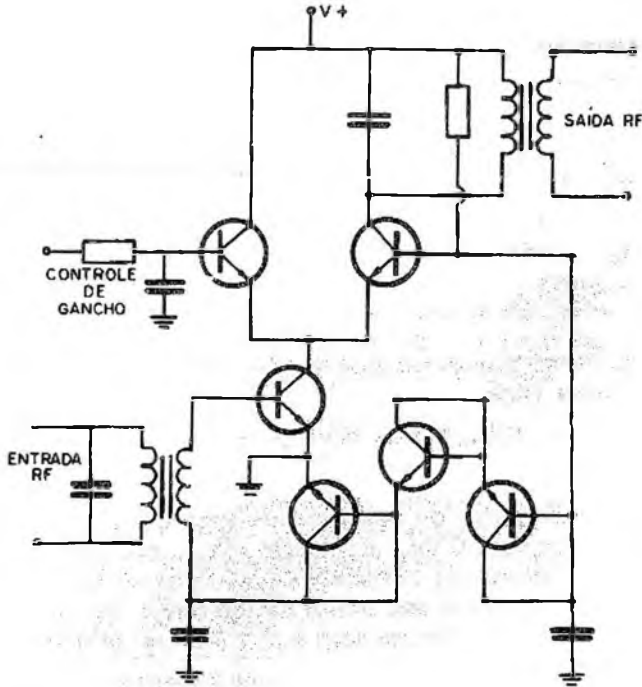 V+
SAÍDA RF
CONTROLE
DE
GANCHO
ENTRADA
RF